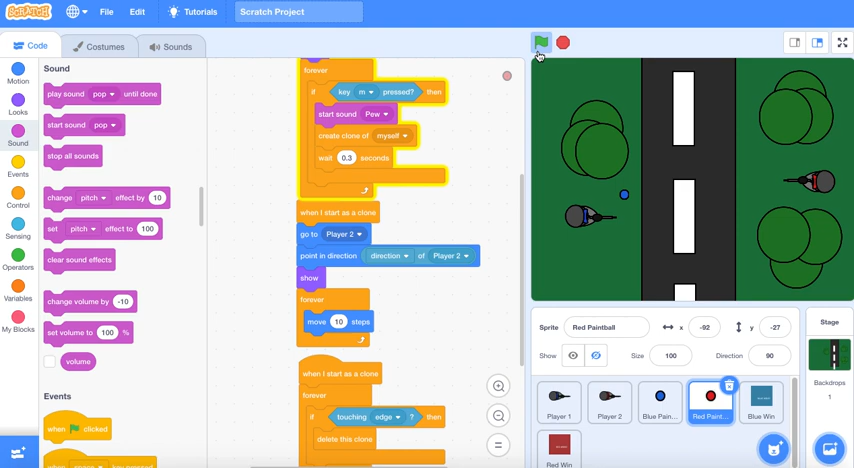 SCRATCH
File
Edit
Tutorials
Scratch Project
Code
Costumes
Sounds
Motion
Looks
Sound
Events
Control
Sensing
Operators
Variables
My Blocks
Sound
play sound pop until done
start sound pop
stop all sounds
change pitch effect by 10
set pitch effect to 100
clear sound effects
change volume by -10
set volume to 100 %
volume
Events
when clicked
forever
if key m pressed? then
start sound Pew
create clone of myself
wait 0.3 seconds
when I start as a clone
go to Player 2
point in direction direction of Player 2
show
forever
move 10 steps
when I start as a clone
forever
if touching edge ? then
delete this clone
Sprite Red Paintball x -92 y -27
Show Size 100 Direction 90
Player 1
Player 2
Blue Pain...
Red Paint...
Blue Win
Red Win
Stage
Backdrops
1